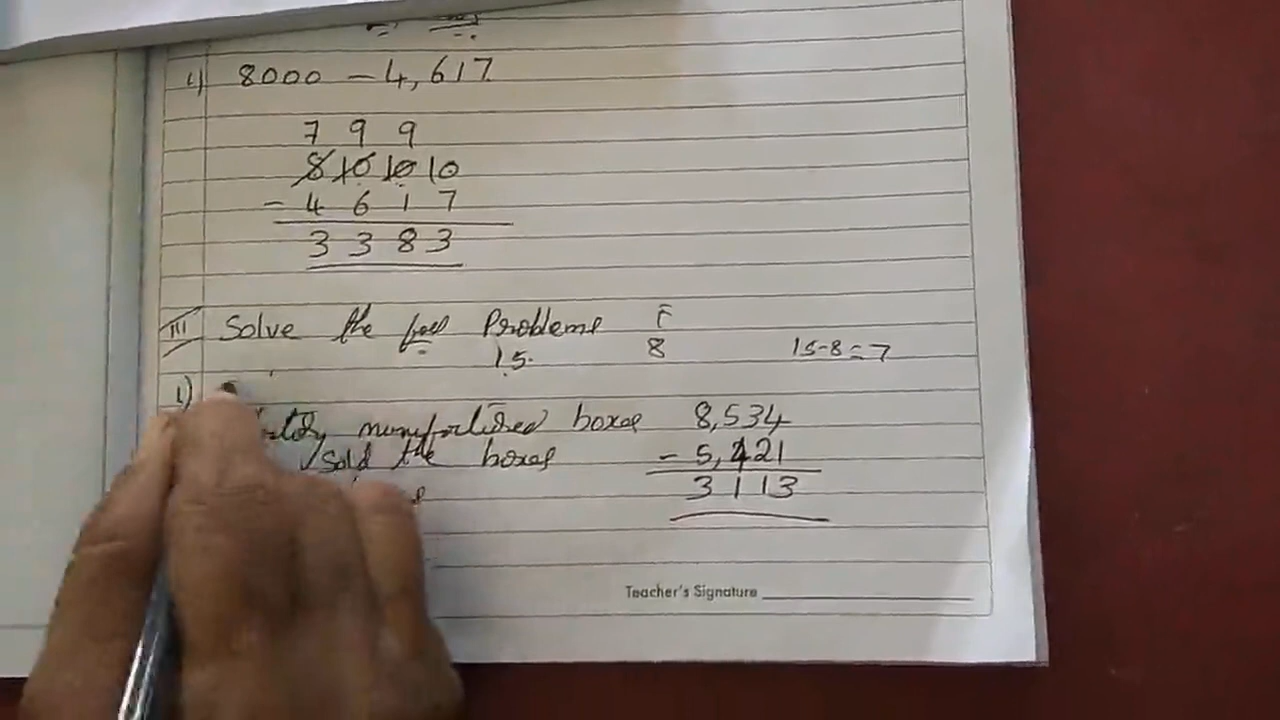 4) 8000 - 4,617
7 9 9
8 10 10 10
- 4 6 1 7
3 3 8 3
III Solve the Problems
15. 8 15-8=7
1)
boxes 8,534
sold the boxes - 5,421
3 1 1 3
Teacher's Signature